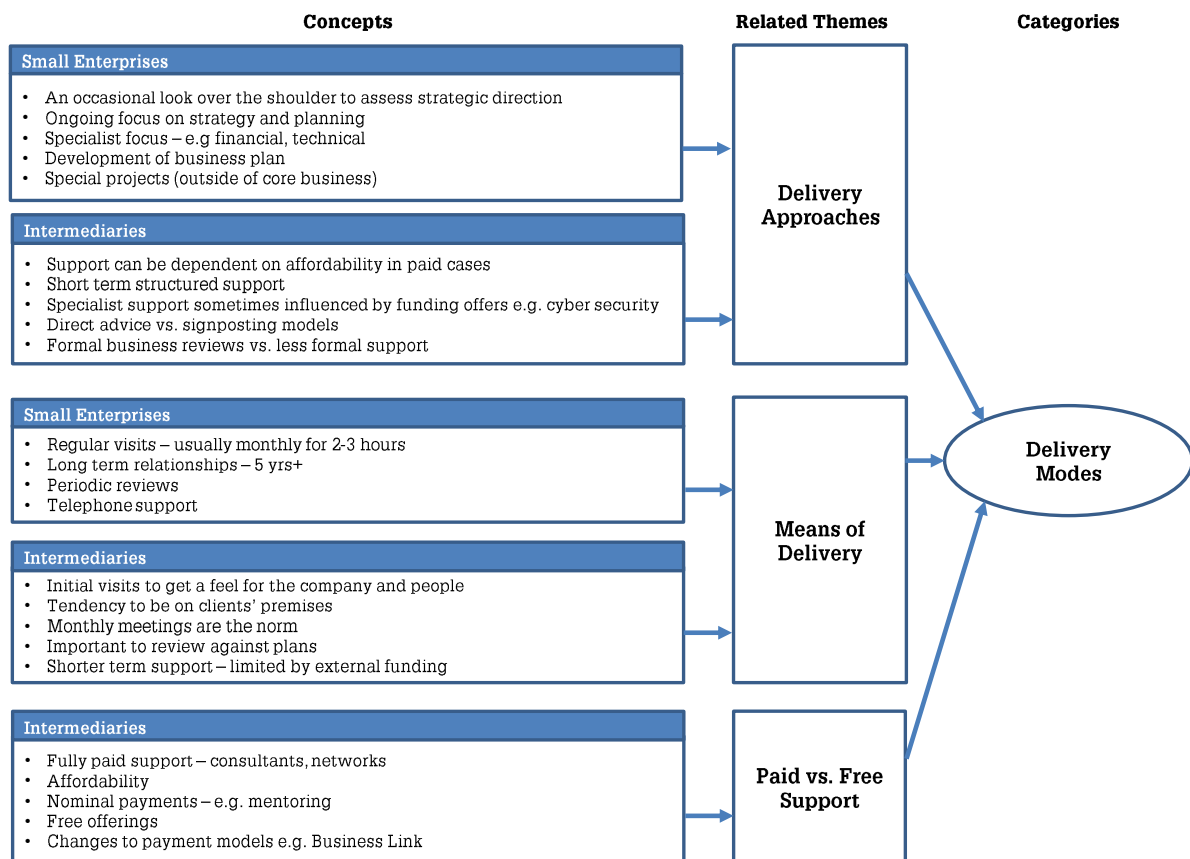 Concepts
Related Themes
Categories
Small Enterprises
• An occasional look over the shoulder to assess strategic direction
• Ongoing focus on strategy and planning
• Specialist focus – e.g financial, technical
• Development of business plan
• Special projects (outside of core business)
Intermediaries
• Support can be dependent on affordability in paid cases
• Short term structured support
• Specialist support sometimes influenced by funding offers e.g. cyber security
• Direct advice vs. signposting models
• Formal business reviews vs. less formal support
Delivery
Approaches
Small Enterprises
• Regular visits – usually monthly for 2-3 hours
• Long term relationships – 5 yrs+
• Periodic reviews
• Telephone support
Intermediaries
• Initial visits to get a feel for the company and people
• Tendency to be on clients' premises
• Monthly meetings are the norm
• Important to review against plans
• Shorter term support – limited by external funding
Means of
Delivery
Intermediaries
• Fully paid support – consultants, networks
• Affordability
• Nominal payments – e.g. mentoring
• Free offerings
• Changes to payment models e.g. Business Link
Paid vs. Free
Support
Delivery
Modes